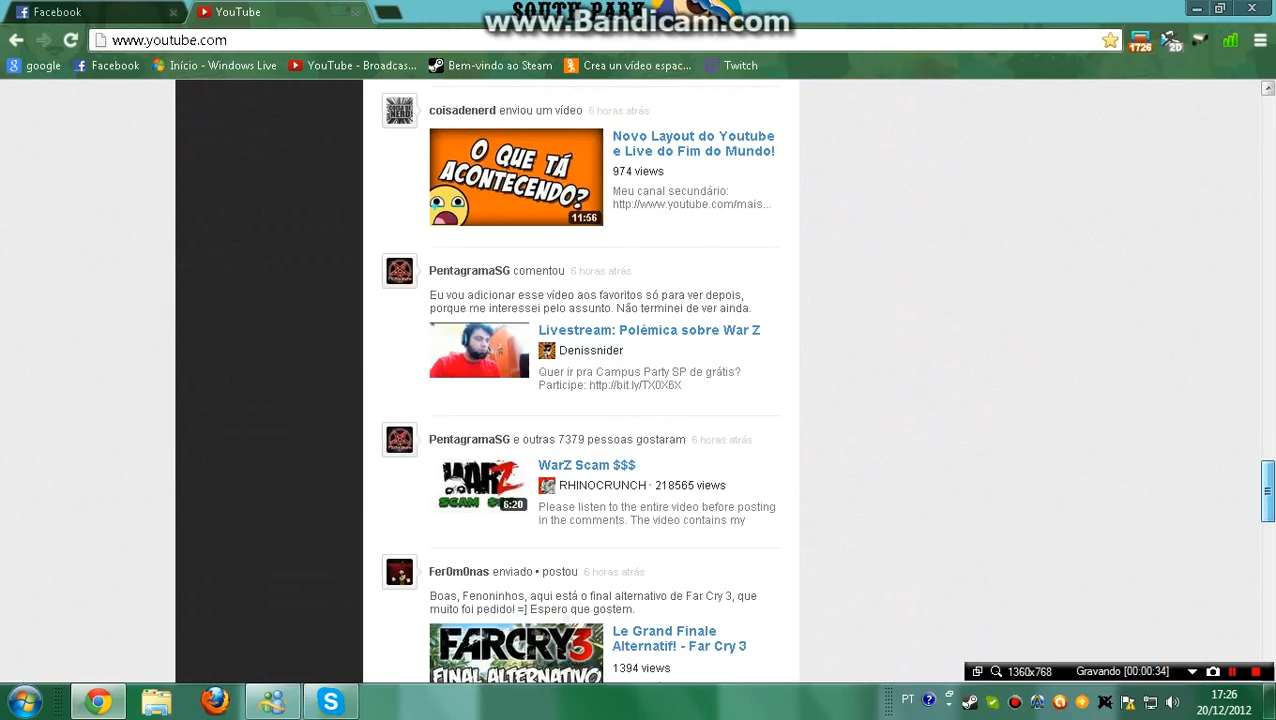 SOUTH PARK
www.Bandicam.com
Facebook
YouTube
www.youtube.com
1726
2D
google
Facebook
Início - Windows Live
YouTube - Broadcas...
Bem-vindo ao Steam
Crea un vídeo espac...
Twitch
coisadenerd enviou um vídeo 6 horas atrás
O QUE TÁ
ACONTECENDO?
11:56
Novo Layout do Youtube
e Live do Fim do Mundo!
974 views
Meu canal secundário:
http://www.youtube.com/mais...
PentagramaSG comentou 6 horas atrás
Eu vou adicionar esse vídeo aos favoritos só para ver depois,
porque me interessei pelo assunto. Não terminei de ver ainda.
Livestream: Polêmica sobre War Z
Denissnider
Quer ir pra Campus Party SP de grátis?
Participe: http://bit.ly/TX0X6X
PentagramaSG e outras 7379 pessoas gostaram 6 horas atrás
WARZ
SCAM
6:20
WarZ Scam $$$
RHINOCRUNCH · 218565 views
Please listen to the entire video before posting
in the comments. The video contains my
Fer0m0nas enviado • postou 6 horas atrás
Boas, Fenoninhos, aqui está o final alternativo de Far Cry 3, que
muito foi pedido! =] Espero que gostem.
FARCRY3
FINAL ALTERNATIVO
Le Grand Finale
Alternatif! - Far Cry 3
1394 views
1360x768
Gravando [00:00:34]
PT
17:26
20/12/2012